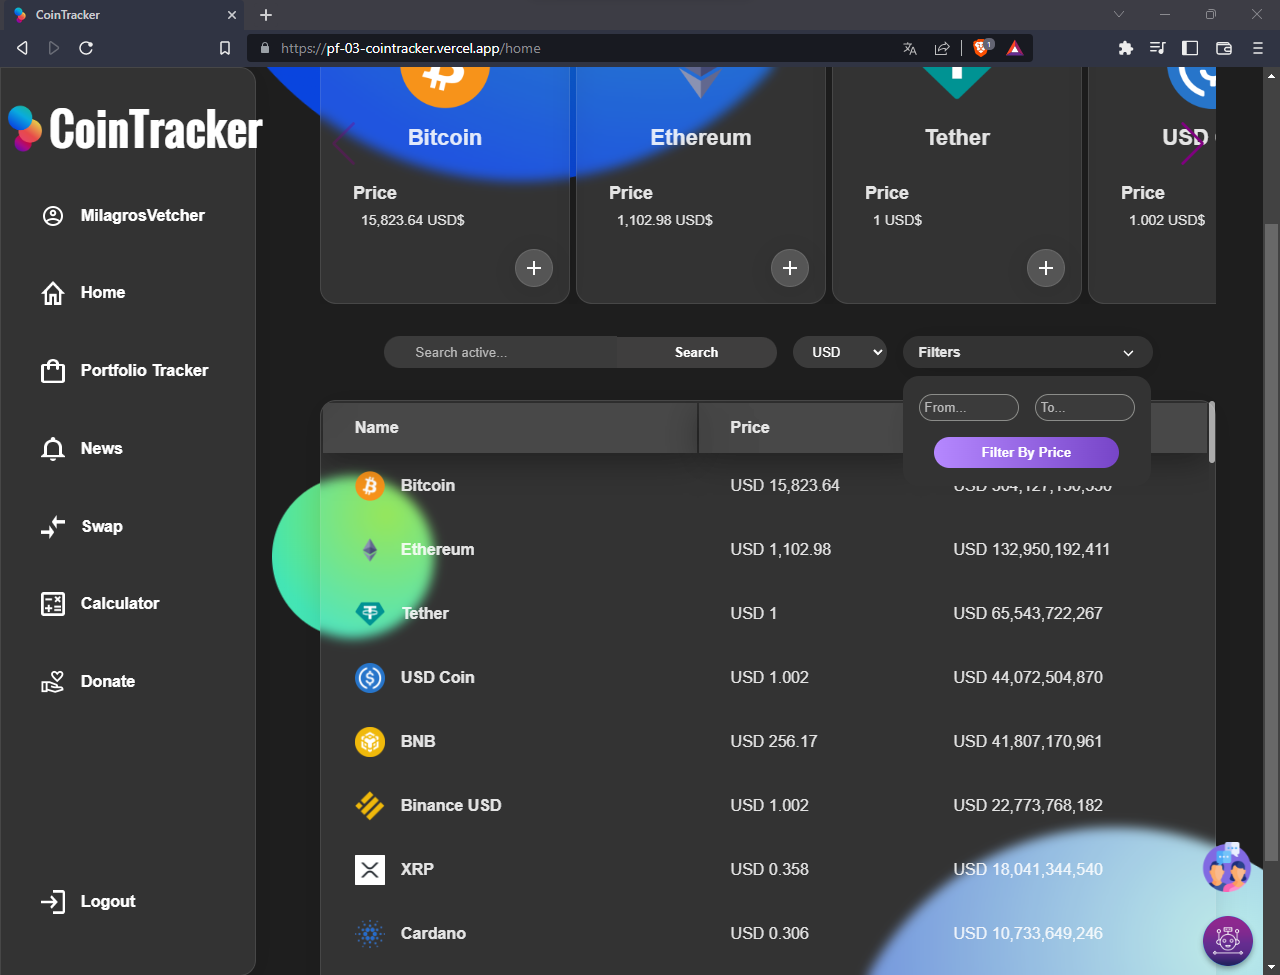 CoinTracker
https://pf-03-cointracker.vercel.app/home
1
CoinTracker
MilagrosVetcher
Home
Portfolio Tracker
News
Swap
Calculator
Donate
Logout
Bitcoin
Price
15,823.64 USD$
Ethereum
Price
1,102.98 USD$
Tether
Price
1 USD$
USD
Price
1.002 USD$
Search active...
Search
USD
Filters
From...
To...
Filter By Price
Name
Price
Bitcoin
USD 15,823.64
Ethereum
USD 1,102.98
USD 132,950,192,411
Tether
USD 1
USD 65,543,722,267
USD Coin
USD 1.002
USD 44,072,504,870
BNB
USD 256.17
USD 41,807,170,961
Binance USD
USD 1.002
USD 22,773,768,182
XRP
USD 0.358
USD 18,041,344,540
Cardano
USD 0.306
USD 10,733,649,246